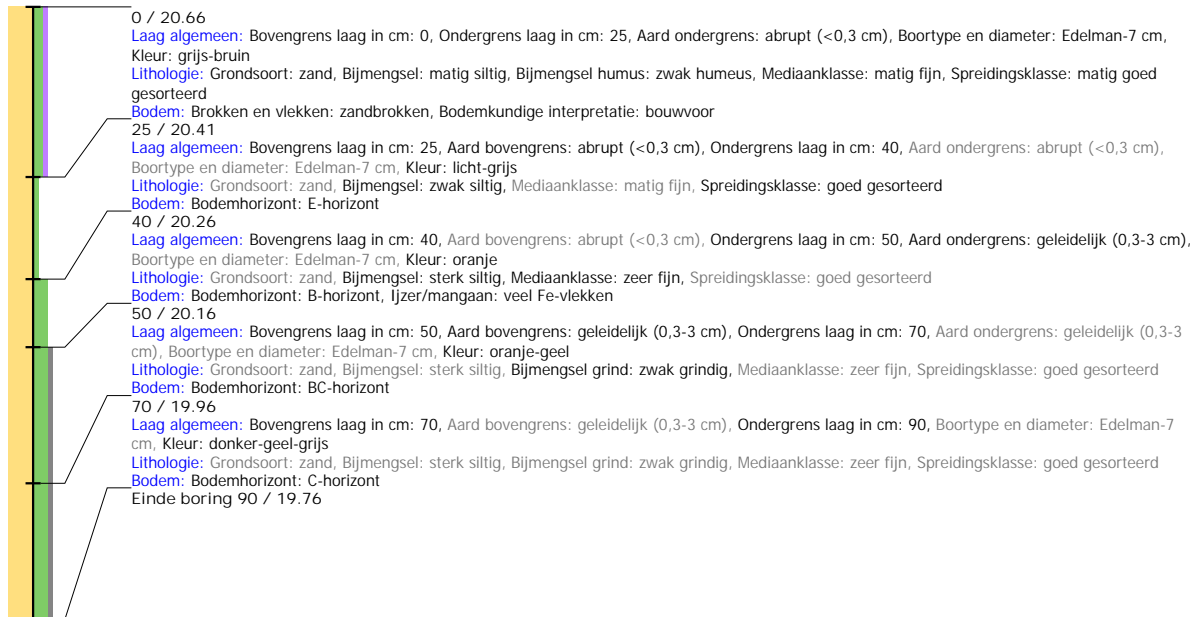 0 / 20.66
Laag algemeen: Bovengrens laag in cm: 0, Ondergrens laag in cm: 25, Aard ondergrens: abrupt (<0,3 cm), Boortype en diameter: Edelman-7 cm,
Kleur: grijs-bruin
Lithologie: Grondsoort: zand, Bijmengsel: matig siltig, Bijmengsel humus: zwak humeus, Mediaanklasse: matig fijn, Spreidingsklasse: matig goed
gesorteerd
Bodem: Brokken en vlekken: zandbrokken, Bodemkundige interpretatie: bouwvoor
25 / 20.41
Laag algemeen: Bovengrens laag in cm: 25, Aard bovengrens: abrupt (<0,3 cm), Ondergrens laag in cm: 40, Aard ondergrens: abrupt (<0,3 cm),
Boortype en diameter: Edelman-7 cm, Kleur: licht-grijs
Lithologie: Grondsoort: zand, Bijmengsel: zwak siltig, Mediaanklasse: matig fijn, Spreidingsklasse: goed gesorteerd
Bodem: Bodemhorizont: E-horizont
40 / 20.26
Laag algemeen: Bovengrens laag in cm: 40, Aard bovengrens: abrupt (<0,3 cm), Ondergrens laag in cm: 50, Aard ondergrens: geleidelijk (0,3-3 cm),
Boortype en diameter: Edelman-7 cm, Kleur: oranje
Lithologie: Grondsoort: zand, Bijmengsel: sterk siltig, Mediaanklasse: zeer fijn, Spreidingsklasse: goed gesorteerd
Bodem: Bodemhorizont: B-horizont, Ijzer/mangaan: veel Fe-vlekken
50 / 20.16
Laag algemeen: Bovengrens laag in cm: 50, Aard bovengrens: geleidelijk (0,3-3 cm), Ondergrens laag in cm: 70, Aard ondergrens: geleidelijk (0,3-3
cm), Boortype en diameter: Edelman-7 cm, Kleur: oranje-geel
Lithologie: Grondsoort: zand, Bijmengsel: sterk siltig, Bijmengsel grind: zwak grindig, Mediaanklasse: zeer fijn, Spreidingsklasse: goed gesorteerd
Bodem: Bodemhorizont: BC-horizont
70 / 19.96
Laag algemeen: Bovengrens laag in cm: 70, Aard bovengrens: geleidelijk (0,3-3 cm), Ondergrens laag in cm: 90, Boortype en diameter: Edelman-7
cm, Kleur: donker-geel-grijs
Lithologie: Grondsoort: zand, Bijmengsel: sterk siltig, Bijmengsel grind: zwak grindig, Mediaanklasse: zeer fijn, Spreidingsklasse: goed gesorteerd
Bodem: Bodemhorizont: C-horizont
Einde boring 90 / 19.76